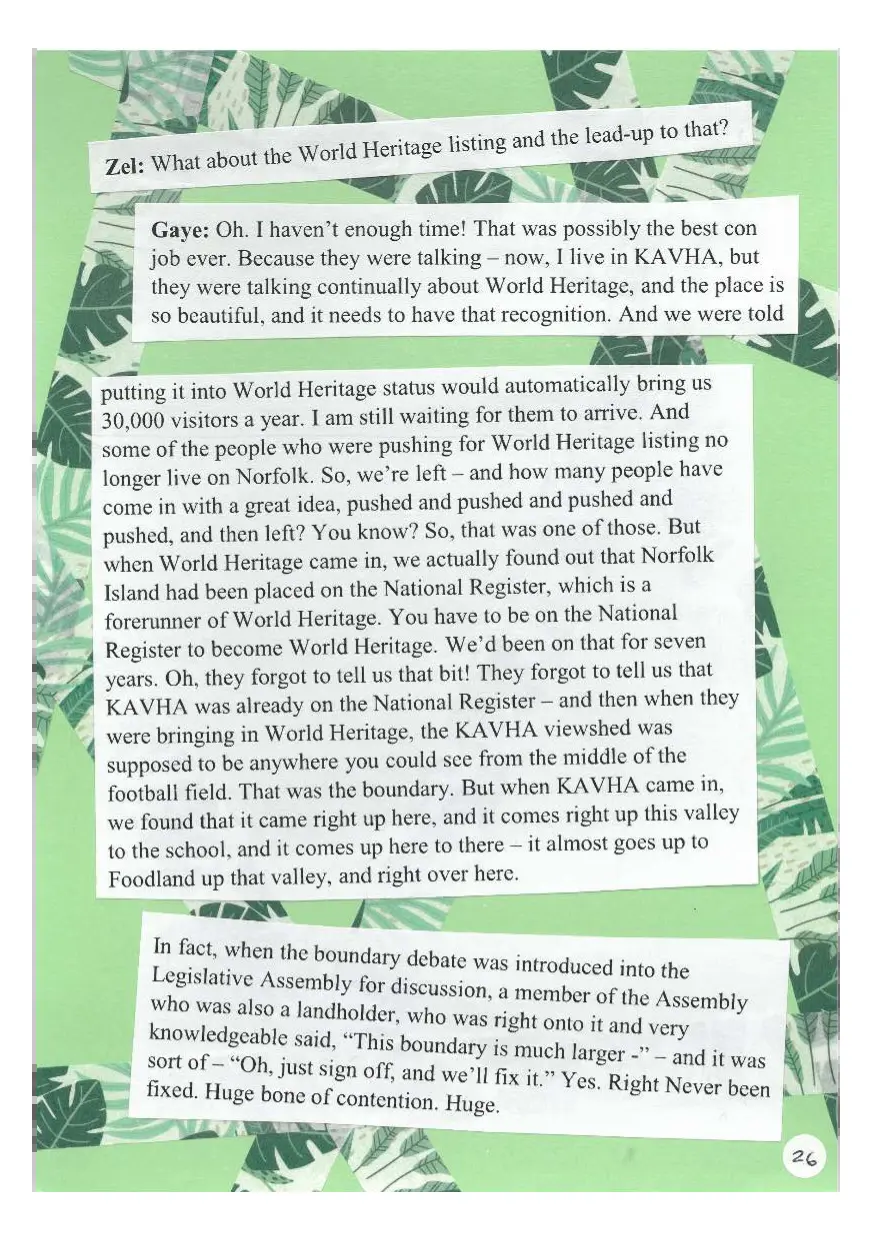 Zel: What about the World Heritage listing and the lead-up to that?
Gaye: Oh. I haven't enough time! That was possibly the best con
job ever. Because they were talking – now, I live in KAVHA, but
they were talking continually about World Heritage, and the place is
so beautiful, and it needs to have that recognition. And we were told
putting it into World Heritage status would automatically bring us
30,000 visitors a year. I am still waiting for them to arrive. And
some of the people who were pushing for World Heritage listing no
longer live on Norfolk. So, we're left – and how many people have
come in with a great idea, pushed and pushed and pushed and
pushed, and then left? You know? So, that was one of those. But
when World Heritage came in, we actually found out that Norfolk
Island had been placed on the National Register, which is a
forerunner of World Heritage. You have to be on the National
Register to become World Heritage. We'd been on that for seven
years. Oh, they forgot to tell us that bit! They forgot to tell us that
KAVHA was already on the National Register – and then when they
were bringing in World Heritage, the KAVHA viewshed was
supposed to be anywhere you could see from the middle of the
football field. That was the boundary. But when KAVHA came in,
we found that it came right up here, and it comes right up this valley
to the school, and it comes up here to there – it almost goes up to
Foodland up that valley, and right over here.
In fact, when the boundary debate was introduced into the
Legislative Assembly for discussion, a member of the Assembly
who was also a landholder, who was right onto it and very
knowledgeable said, "This boundary is much larger -" – and it was
sort of – "Oh, just sign off, and we'll fix it." Yes. Right Never been
fixed. Huge bone of contention. Huge.
26